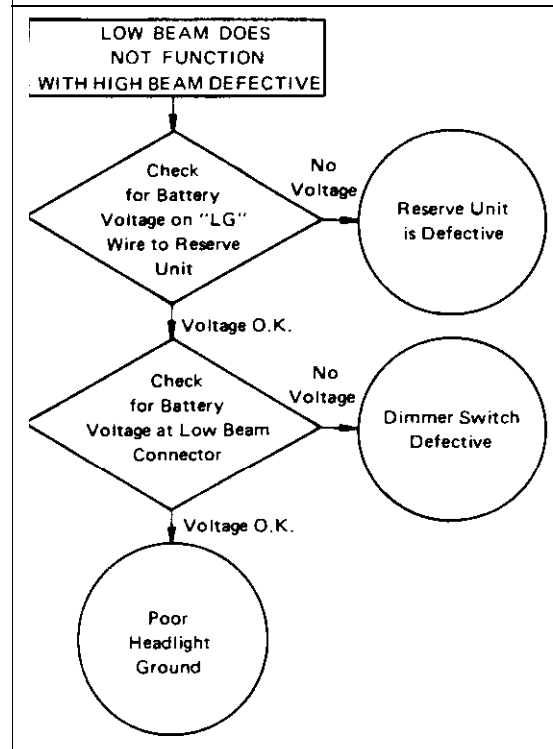 LOW BEAM DOES
NOT FUNCTION
WITH HIGH BEAM DEFECTIVE
Check
for Battery
Voltage on "LG"
Wire to Reserve
Unit
No
Voltage
Reserve Unit
is Defective
Voltage O.K.
Check
for Battery
Voltage at Low Beam
Connector
No
Voltage
Dimmer Switch
Defective
Voltage O.K.
Poor
Headlight
Ground